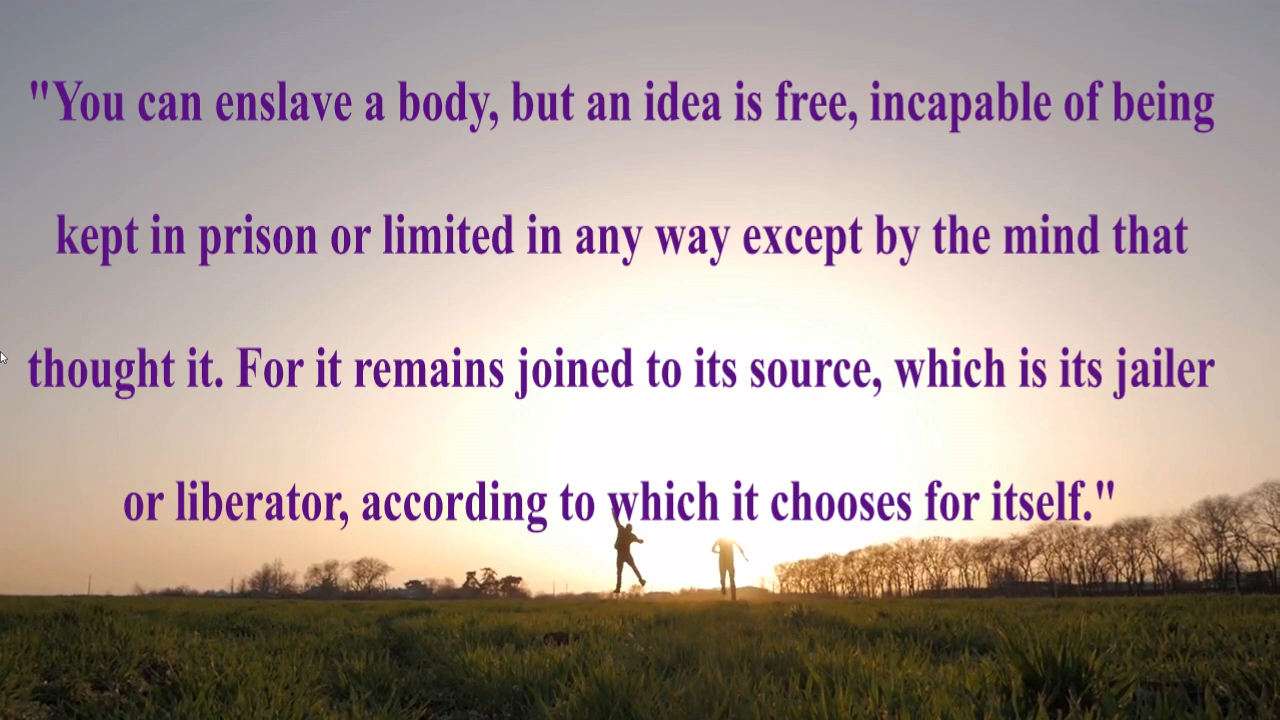 "You can enslave a body, but an idea is free, incapable of being
kept in prison or limited in any way except by the mind that
thought it. For it remains joined to its source, which is its jailer
or liberator, according to which it chooses for itself."